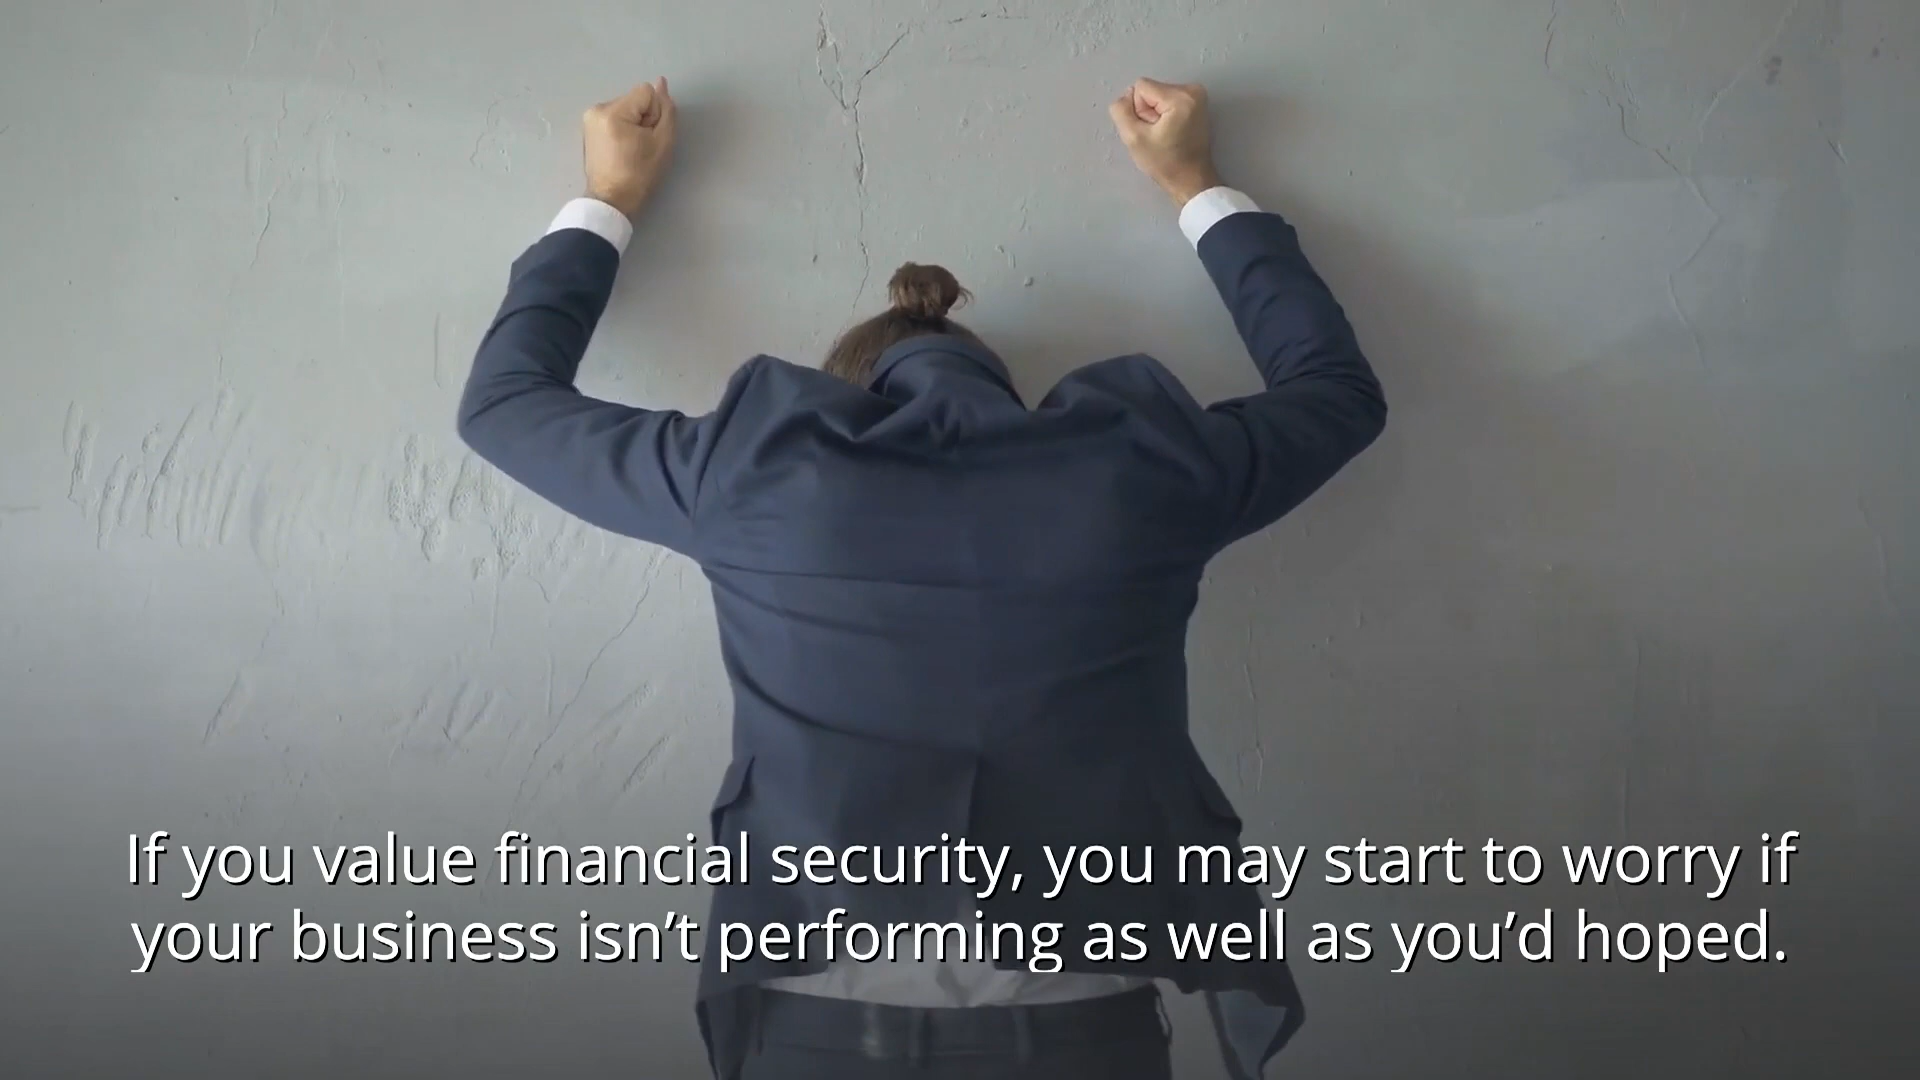 If you value financial security, you may start to worry if
your business isn’t performing as well as you’d hoped.